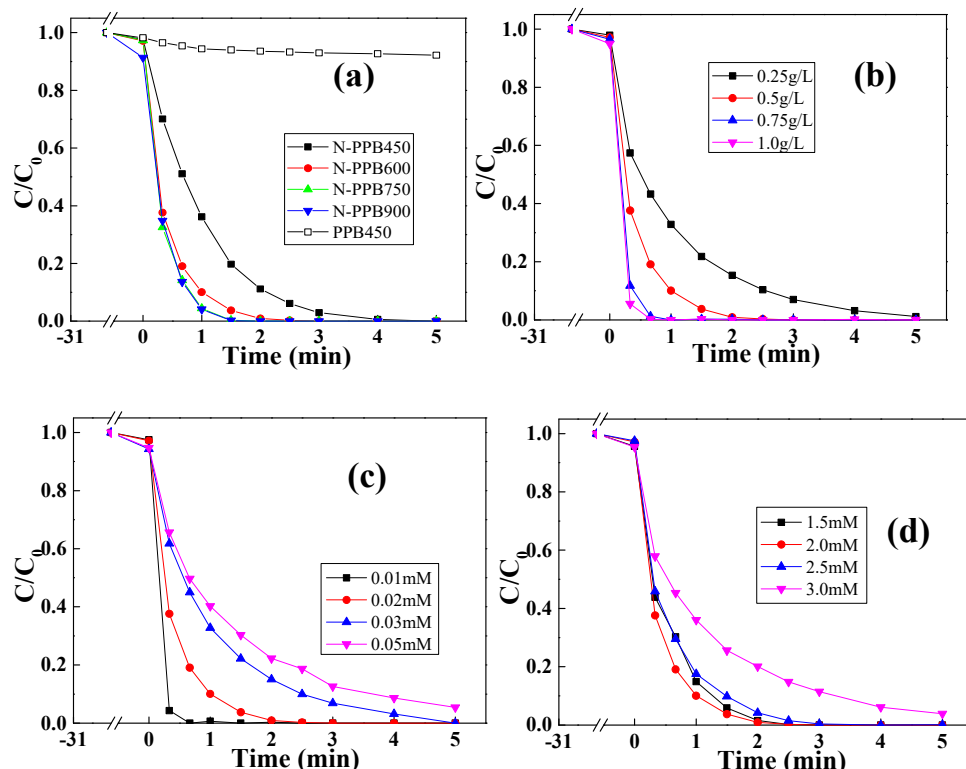 (a)
C/C0
1.0
0.8
0.6
0.4
0.2
0.0
N-PPB450
N-PPB600
N-PPB750
N-PPB900
PPB450
-31 0 1 2 3 4 5
Time (min)
(b)
C/C0
1.0
0.8
0.6
0.4
0.2
0.0
0.25g/L
0.5g/L
0.75g/L
1.0g/L
-31 0 1 2 3 4 5
Time (min)
(c)
C/C0
1.0
0.8
0.6
0.4
0.2
0.0
0.01mM
0.02mM
0.03mM
0.05mM
-31 0 1 2 3 4 5
Time (min)
(d)
C/C0
1.0
0.8
0.6
0.4
0.2
0.0
1.5mM
2.0mM
2.5mM
3.0mM
-31 0 1 2 3 4 5
Time (min)